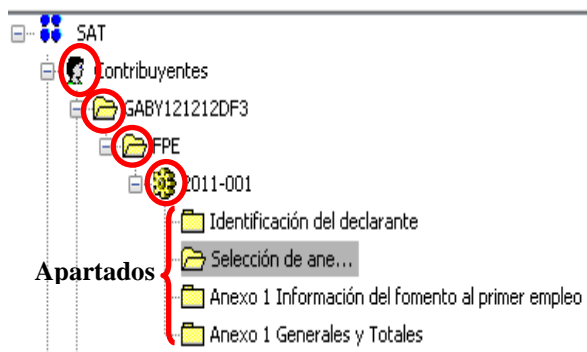 SAT
Contribuyentes
GABY121212DF3
FPE
2011-001
Identificación del declarante
Apartados
Selección de ane...
Anexo 1 Información del fomento al primer empleo
Anexo 1 Generales y Totales